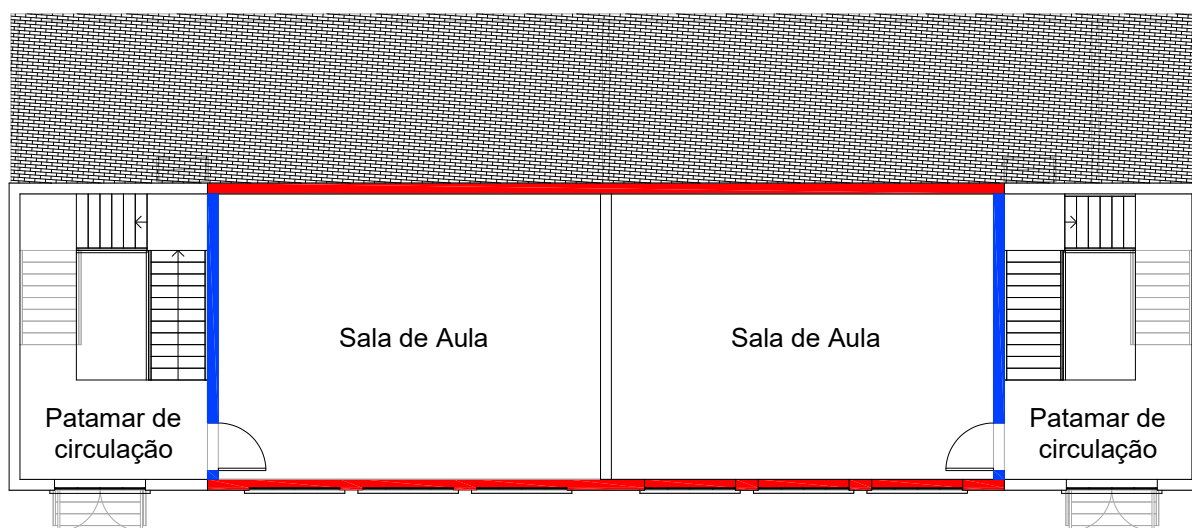 Sala de Aula
Sala de Aula
Patamar de
circulação
Patamar de
circulação